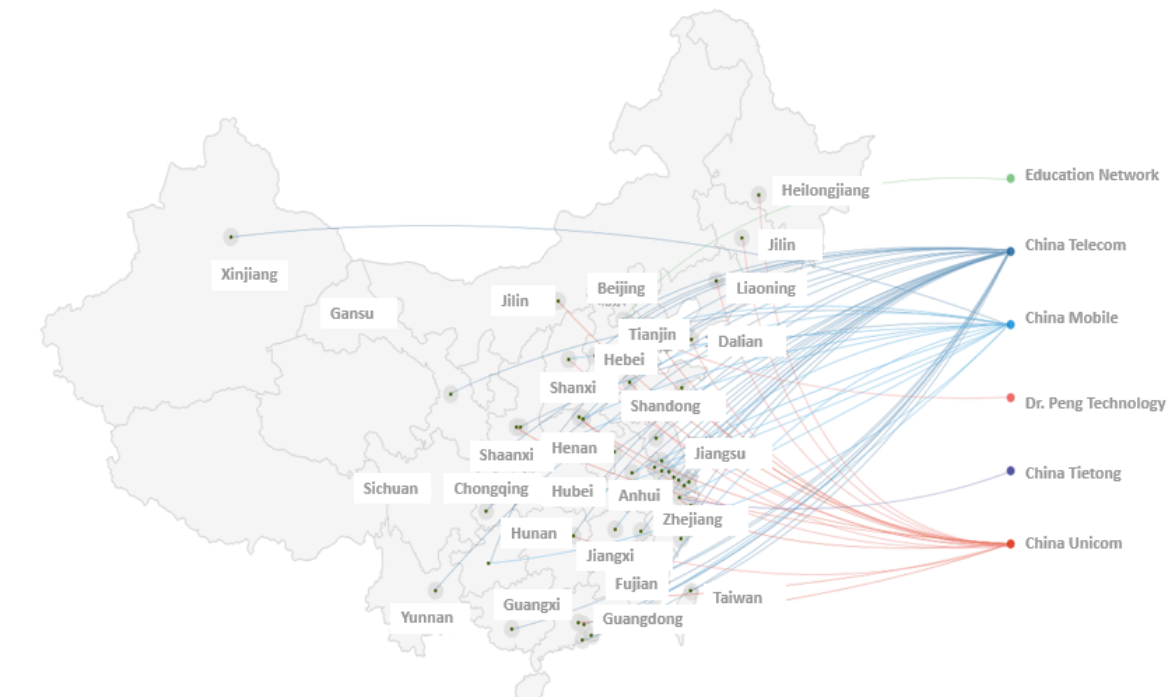 Education Network
Heilongjiang
China Telecom
Jilin
Xinjiang
Beijing
Liaoning
Jilin
Gansu
China Mobile
Tianjin
Dalian
Hebei
Shanxi
Dr. Peng Technology
Shandong
Henan
Shaanxi
Jiangsu
China Tietong
Sichuan
Chongqing
Hubei
Anhui
Zhejiang
Hunan
China Unicom
Jiangxi
Fujian
Taiwan
Guangxi
Yunnan
Guangdong